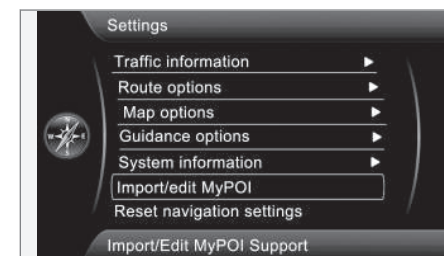 Settings
Traffic information
Route options
Map options
Guidance options
System information
Import/edit MyPOI
Reset navigation settings
Import/Edit MyPOI Support